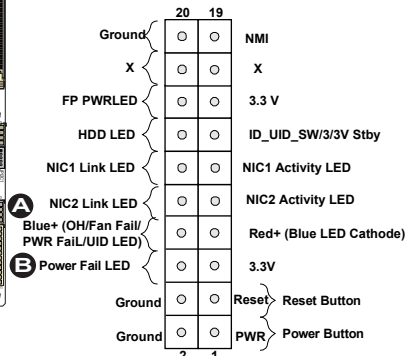 20 19
Ground NMI
X X
FP PWRLED 3.3 V
HDD LED ID_UID_SW/3/3V Stby
NIC1 Link LED NIC1 Activity LED
A NIC2 Link LED NIC2 Activity LED
Blue+ (OH/Fan Fail/
PWR FaiL/UID LED) Red+ (Blue LED Cathode)
B Power Fail LED 3.3V
Ground Reset Reset Button
Ground PWR Power Button
2 1